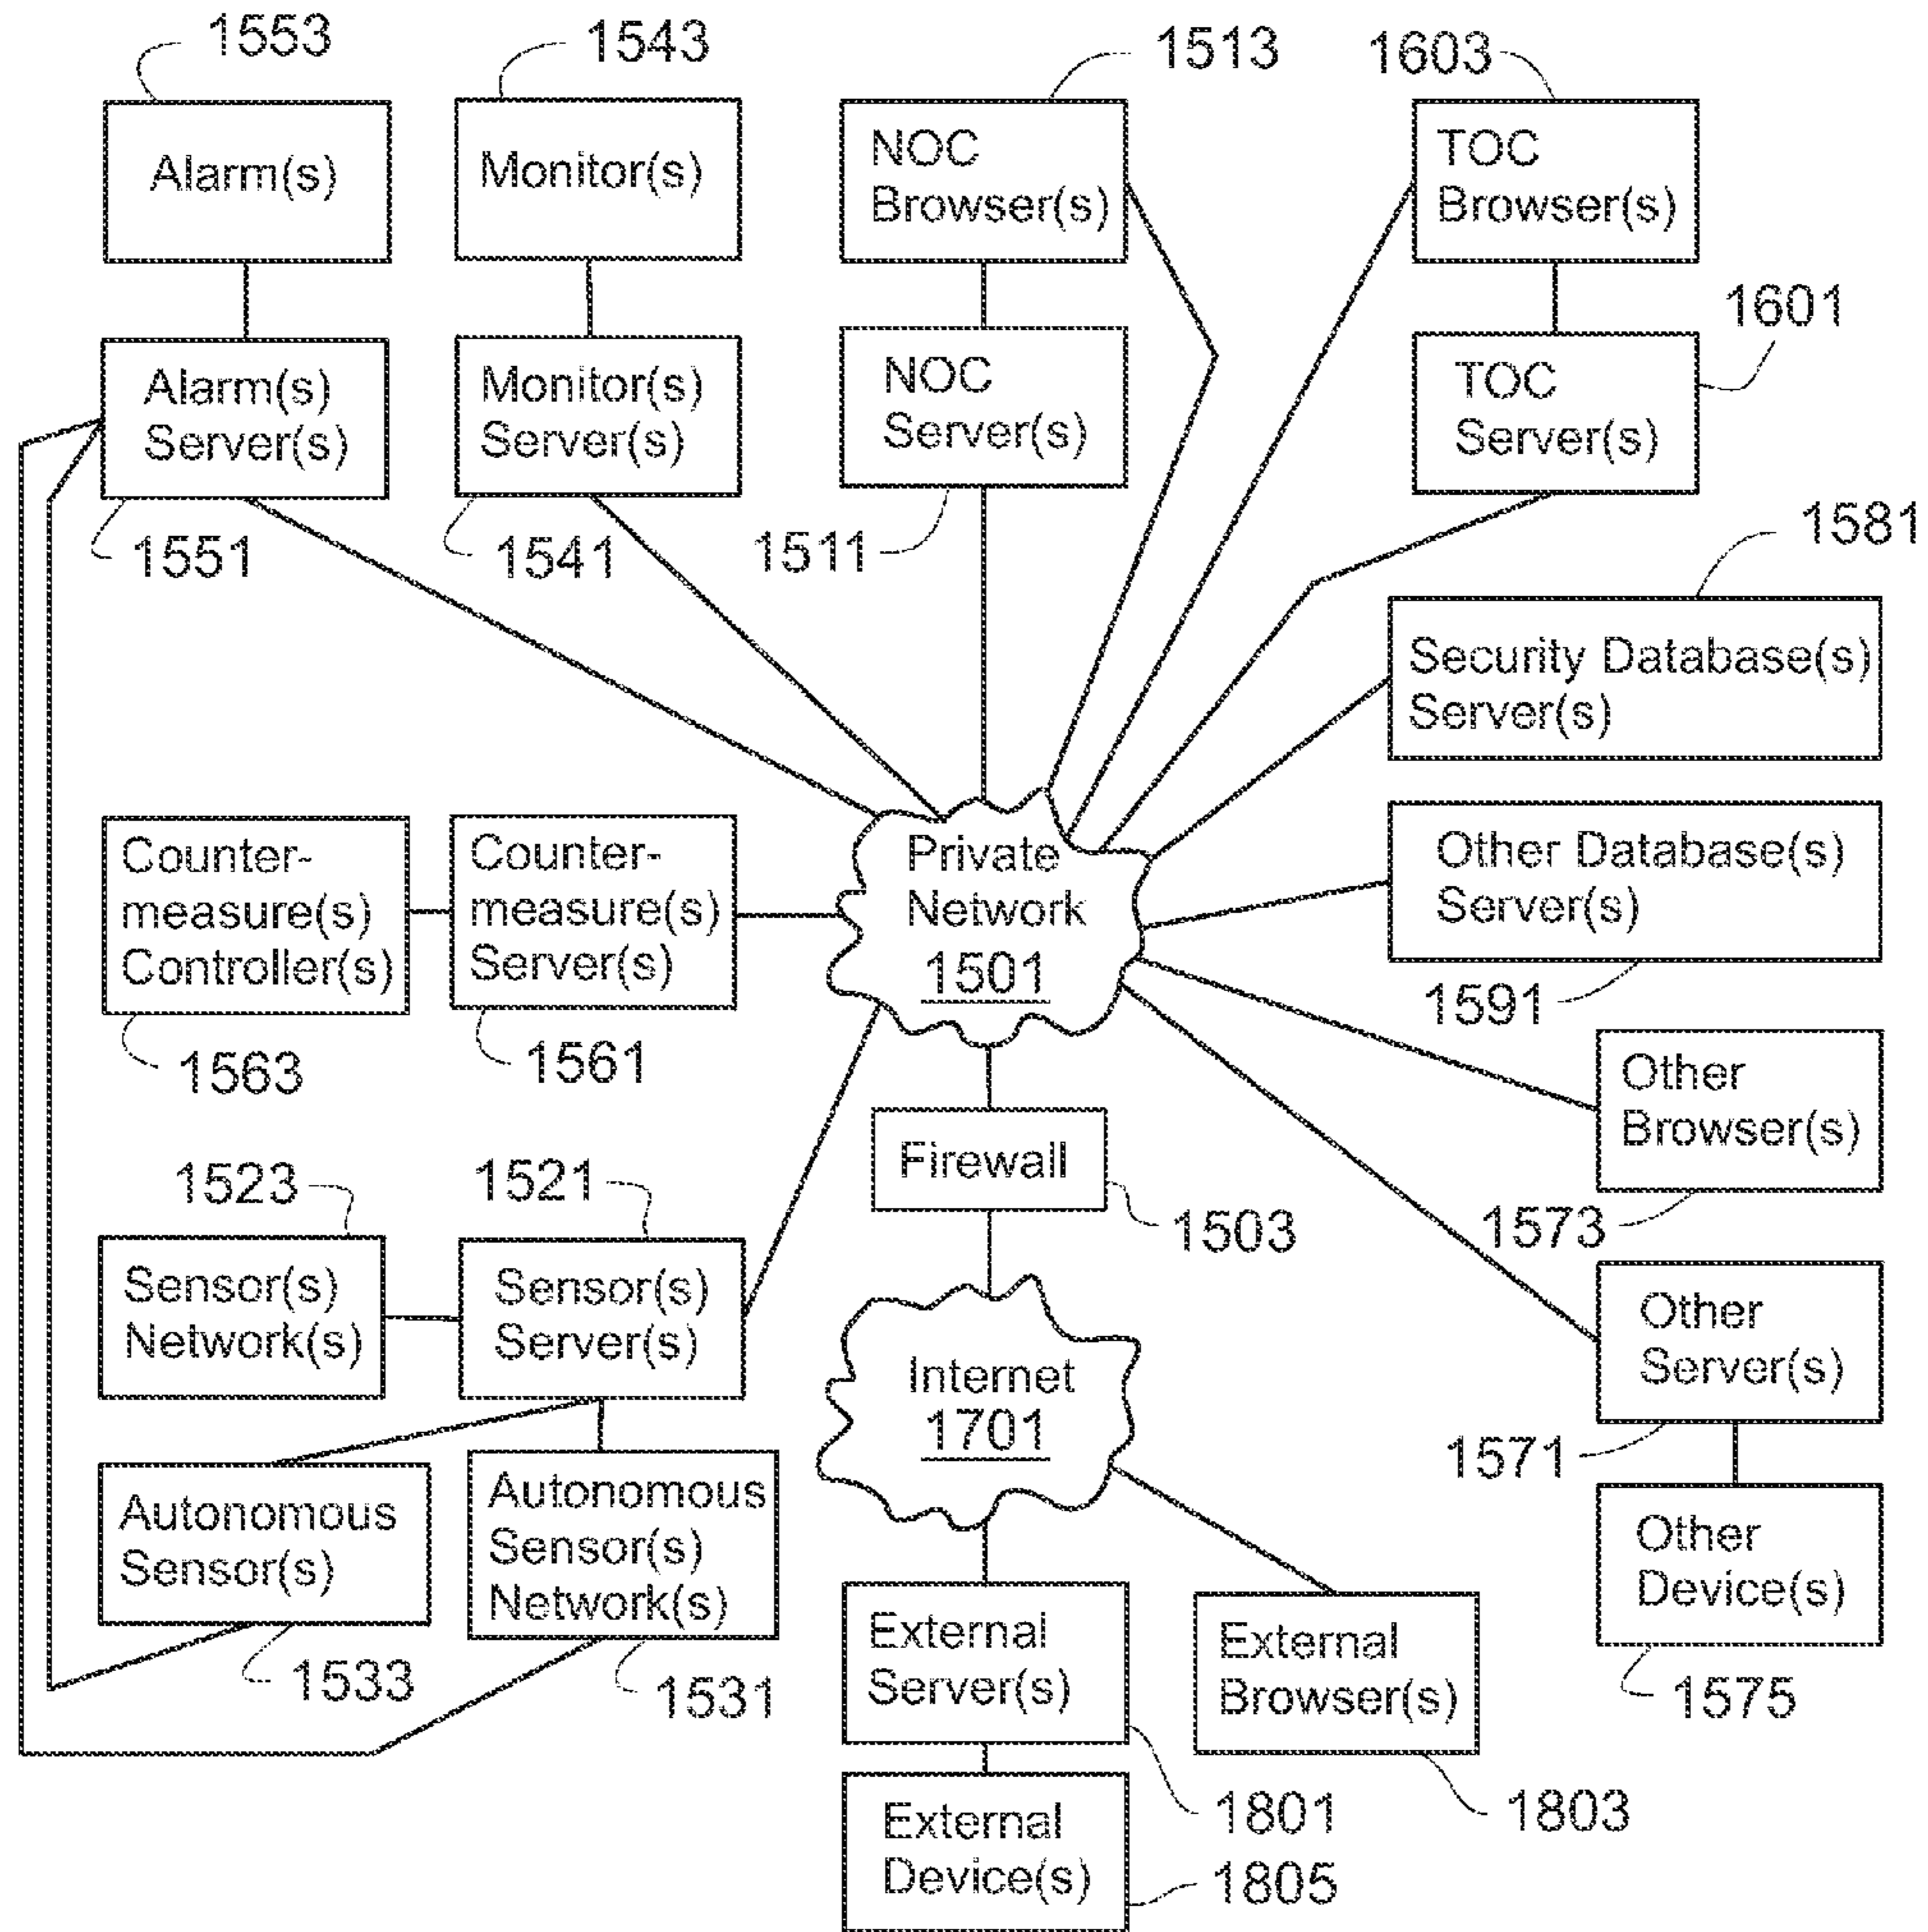 1553
1543
1513
1603
Alarm(s)
Monitor(s)
NOC
Browser(s)
TOC
Browser(s)
1601
Alarm(s)
Server(s)
Monitor(s)
Server(s)
NOC
Server(s)
TOC
Server(s)
1551
1541
1511
1581
Security Database(s)
Server(s)
Counter-
measure(s)
Controller(s)
Counter-
measure(s)
Server(s)
Private
Network
1501
Other Database(s)
Server(s)
1591
1563
1561
Other
Browser(s)
Firewall
1523
1521
1503
1573
Sensor(s)
Network(s)
Sensor(s)
Server(s)
Other
Server(s)
Internet
1701
1571
Autonomous
Sensor(s)
Autonomous
Sensor(s)
Network(s)
Other
Device(s)
1533
1531
External
Server(s)
External
Browser(s)
1575
1801
1803
External
Device(s)
1805